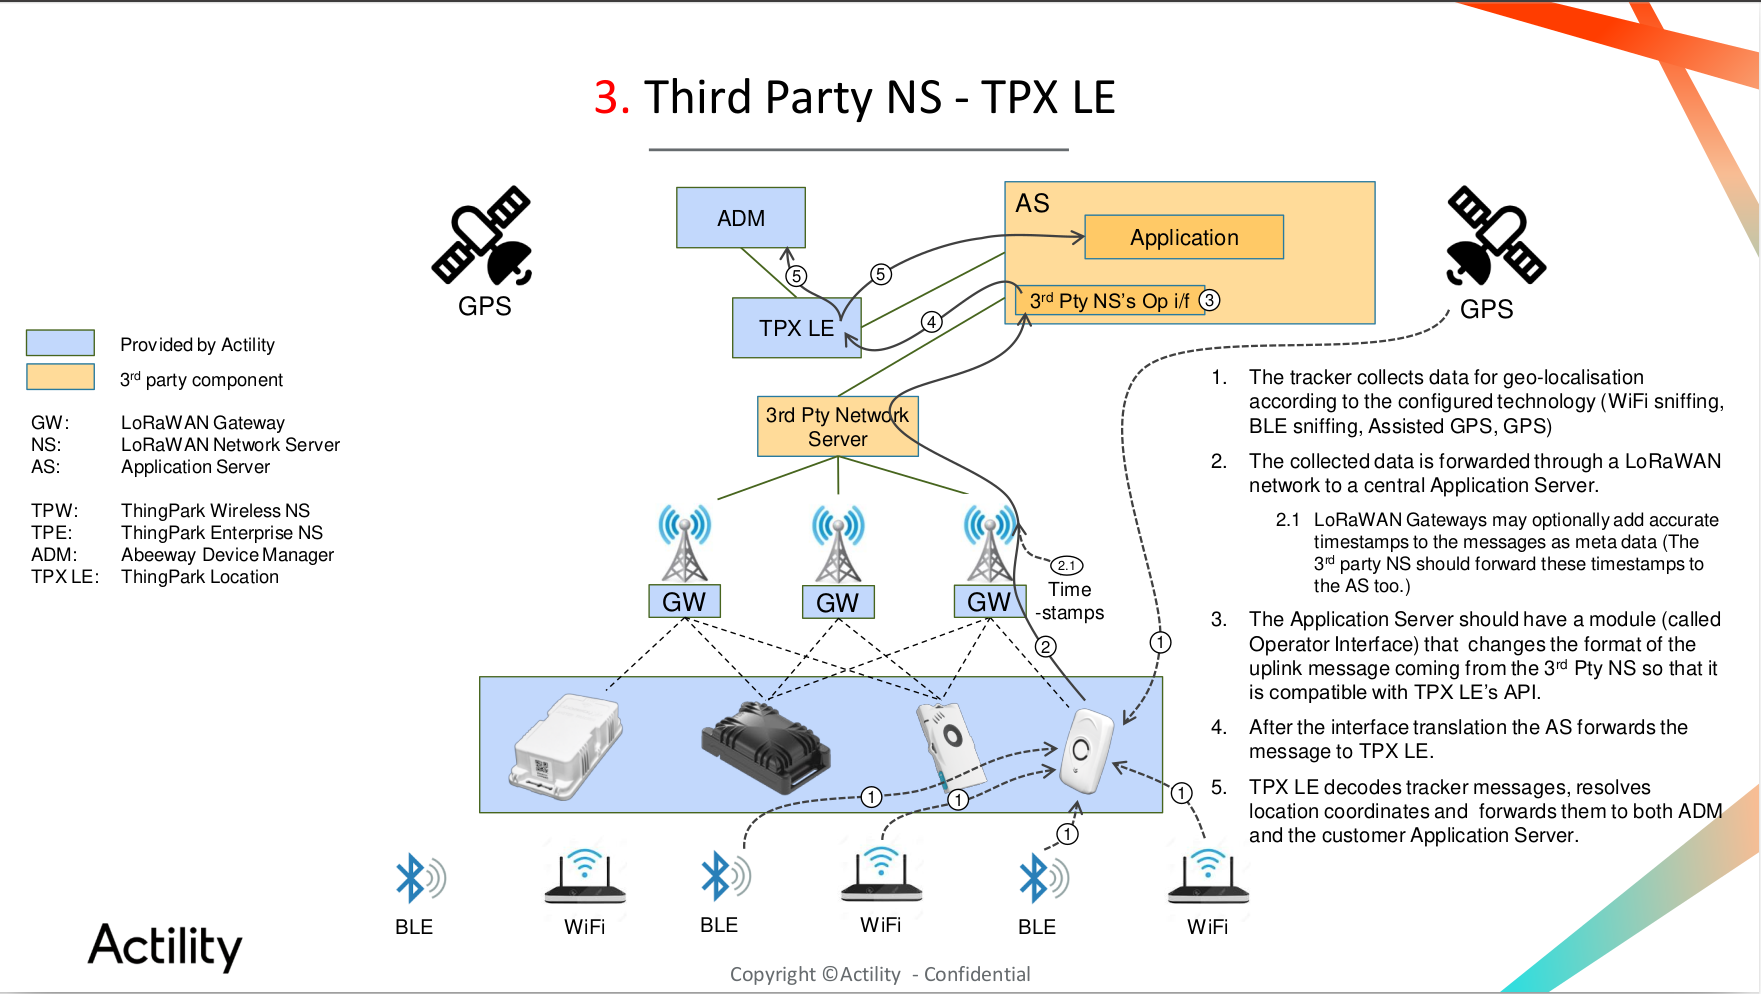 3. Third Party NS - TPX LE
ADM
AS
Application
5
5
3rd Pty NS's Op i/f
3
TPX LE
4
GPS
GPS
Provided by Actility
3rd party component
GW: LoRaWAN Gateway
NS: LoRaWAN Network Server
AS: Application Server
TPW: ThingPark Wireless NS
TPE: ThingPark Enterprise NS
ADM: Abeeway Device Manager
TPX LE: ThingPark Location
3rd Pty Network
Server
GW
GW
GW
2.1
Time
-stamps
2
1
1. The tracker collects data for geo-localisation
according to the configured technology (WiFi sniffing,
BLE sniffing, Assisted GPS, GPS)
2. The collected data is forwarded through a LoRaWAN
network to a central Application Server.
2.1 LoRaWAN Gateways may optionally add accurate
timestamps to the messages as meta data (The
3rd party NS should forward these timestamps to
the AS too.)
3. The Application Server should have a module (called
Operator Interface) that changes the format of the
uplink message coming from the 3rd Pty NS so that it
is compatible with TPX LE's API.
4. After the interface translation the AS forwards the
message to TPX LE.
5. TPX LE decodes tracker messages, resolves
location coordinates and forwards them to both ADM
and the customer Application Server.
1
1
1
1
BLE
WiFi
BLE
WiFi
BLE
WiFi
Actility
Copyright ©Actility - Confidential